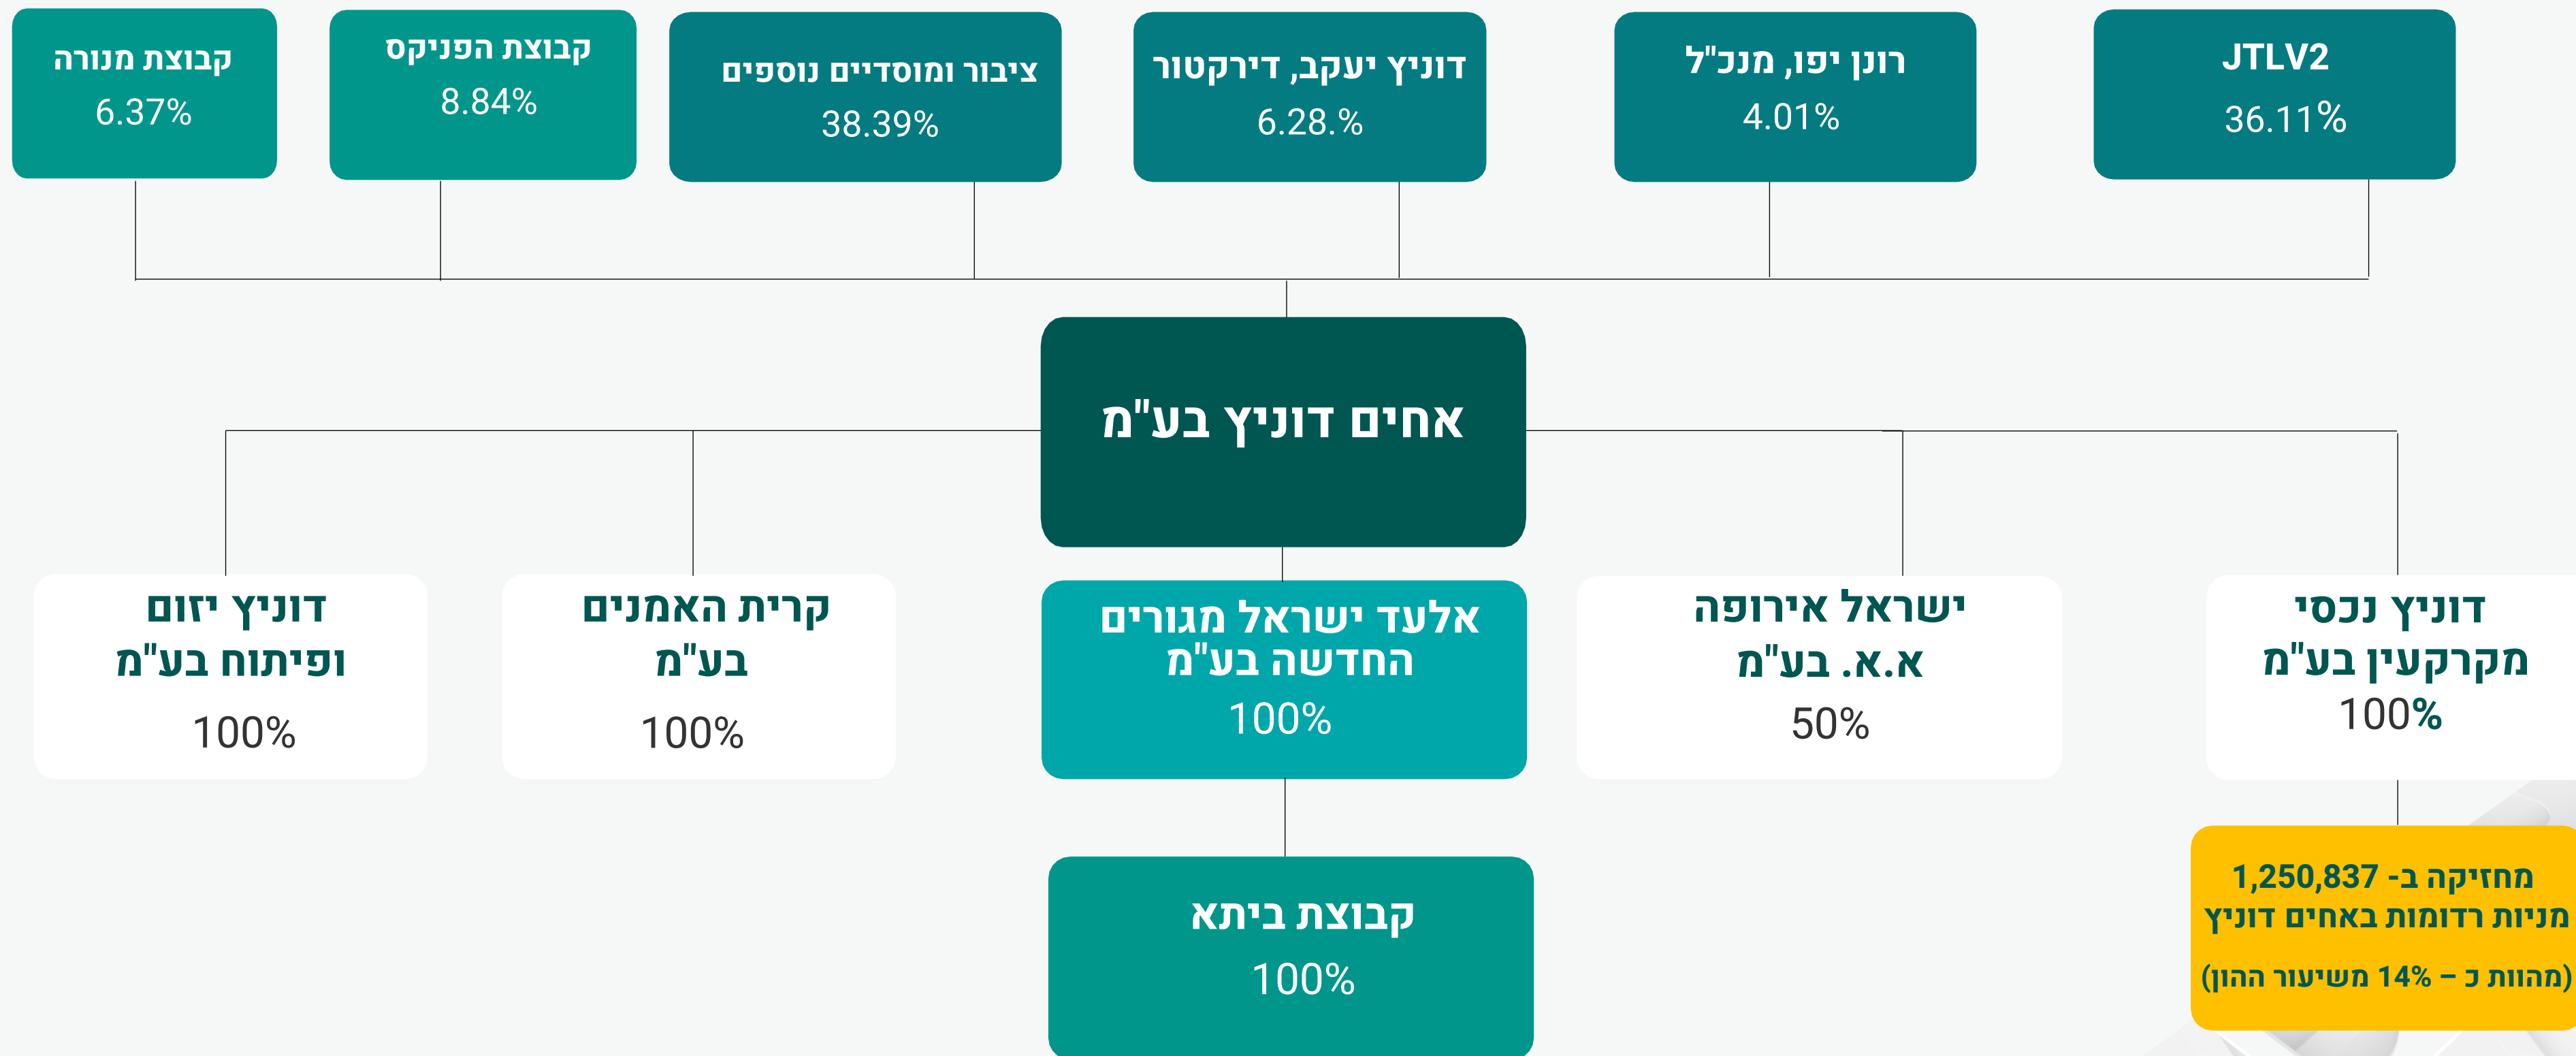 JTLV2
36.11%
רונן יפו, מנכ"ל
4.01%
דוניץ יעקב, דירקטור
6.28.%
ציבור ומוסדיים נוספים
38.39%
קבוצת הפניקס
8.84%
קבוצת מנורה
6.37%
אחים דוניץ בע"מ
דוניץ נכסי
מקרקעין בע"מ
100%
ישראל אירופה
א.א. בע"מ
50%
אלעד ישראל מגורים
החדשה בע"מ
100%
קרית האמנים
בע"מ
100%
דוניץ יזום
ופיתוח בע"מ
100%
מחזיקה ב- 1,250,837
מניות רדומות באחים דוניץ
(מהוות כ – 14% משיעור ההון)
קבוצת ביתא
100%